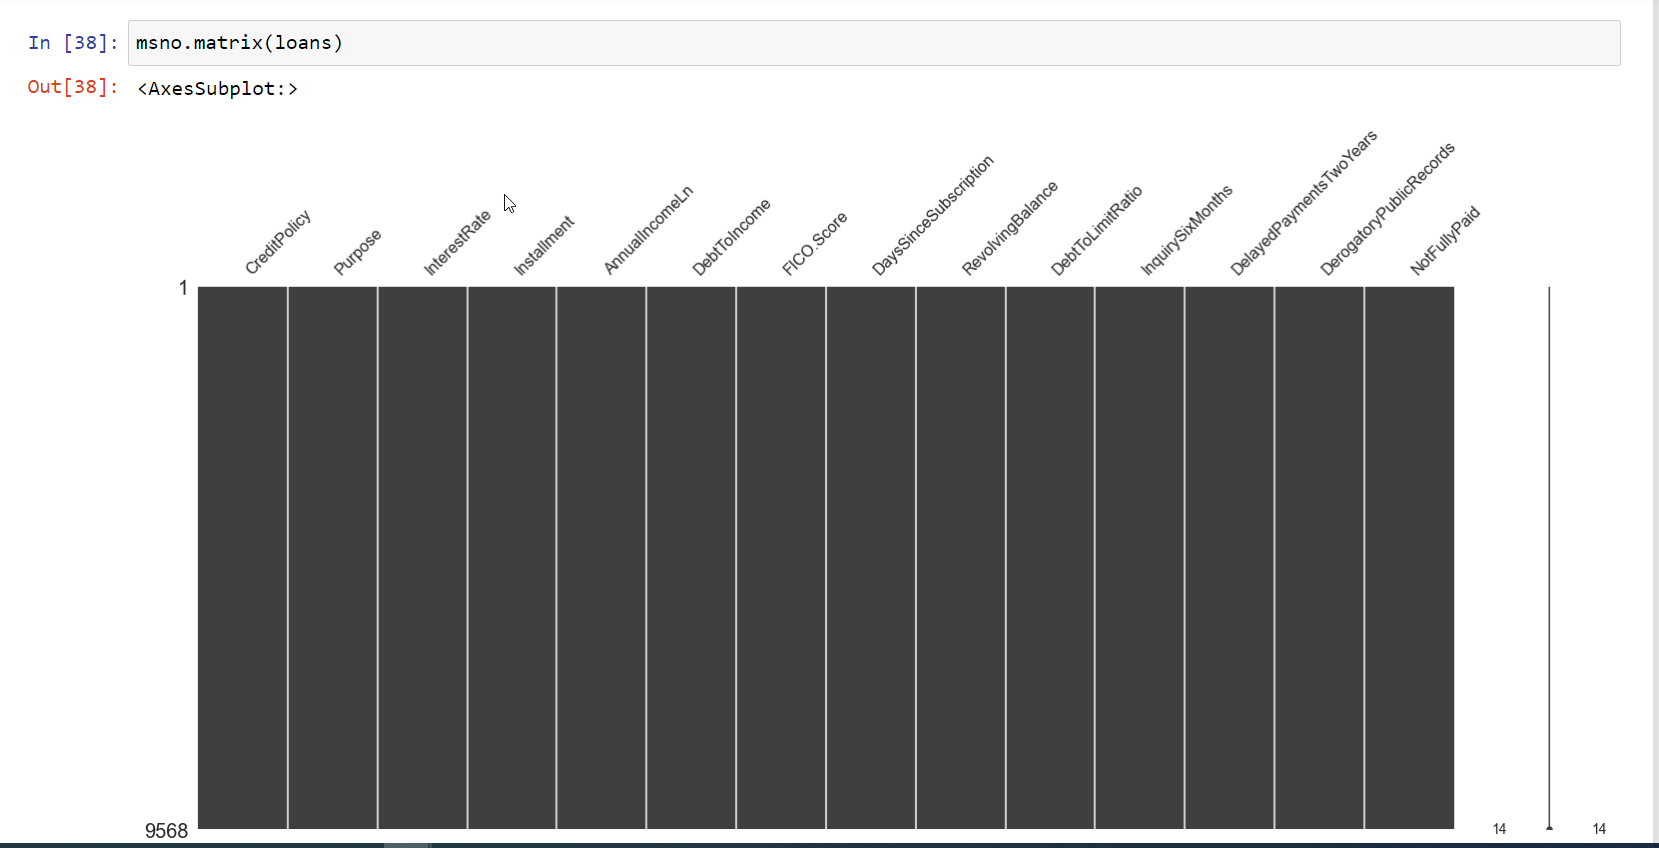 In [38]: msno.matrix(loans)
Out[38]: <AxesSubplot:>
CreditPolicy
Purpose
InterestRate
Installment
AnnualIncomeLn
DebtToIncome
FICO.Score
DaysSinceSubscription
RevolvingBalance
DebtToLimitRatio
InquirySixMonths
DelayedPaymentsTwoYears
DerogatoryPublicRecords
NotFullyPaid
1
9568
14 14